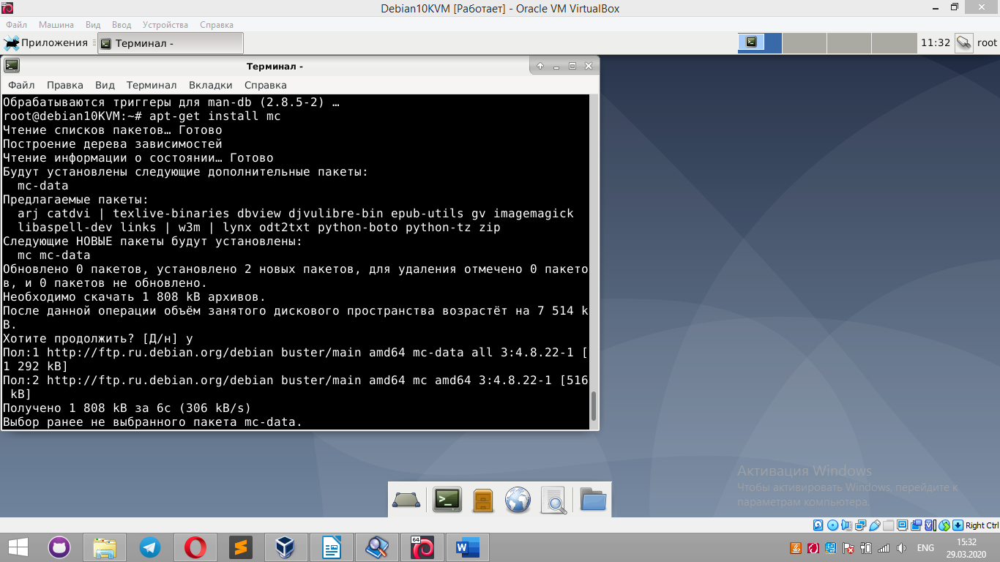 Debian10KVM [Работает] - Oracle VM VirtualBox
Файл Машина Вид Ввод Устройства Справка
Приложения Терминал - 11:32 root
Терминал -
Файл Правка Вид Терминал Вкладки Справка
Обрабатываются триггеры для man-db (2.8.5-2) …
root@debian10KVM:~# apt-get install mc
Чтение списков пакетов… Готово
Построение дерева зависимостей
Чтение информации о состоянии… Готово
Будут установлены следующие дополнительные пакеты:
mc-data
Предлагаемые пакеты:
arj catdvi | texlive-binaries dbview djvulibre-bin epub-utils gv imagemagick
libaspell-dev links | w3m | lynx odt2txt python-boto python-tz zip
Следующие НОВЫЕ пакеты будут установлены:
mc mc-data
Обновлено 0 пакетов, установлено 2 новых пакетов, для удаления отмечено 0 пакето
в, и 0 пакетов не обновлено.
Необходимо скачать 1 808 kB архивов.
После данной операции объём занятого дискового пространства возрастёт на 7 514 k
B.
Хотите продолжить? [Д/н] y
Пол:1 http://ftp.ru.debian.org/debian buster/main amd64 mc-data all 3:4.8.22-1 [
1 292 kB]
Пол:2 http://ftp.ru.debian.org/debian buster/main amd64 mc amd64 3:4.8.22-1 [516
kB]
Получено 1 808 kB за 6с (306 kB/s)
Выбор ранее не выбранного пакета mc-data.
Активация Windows
Чтобы активировать Windows, перейдите к
параметрам компьютера.
Right Ctrl
64
W
ENG
15:32
29.03.2020